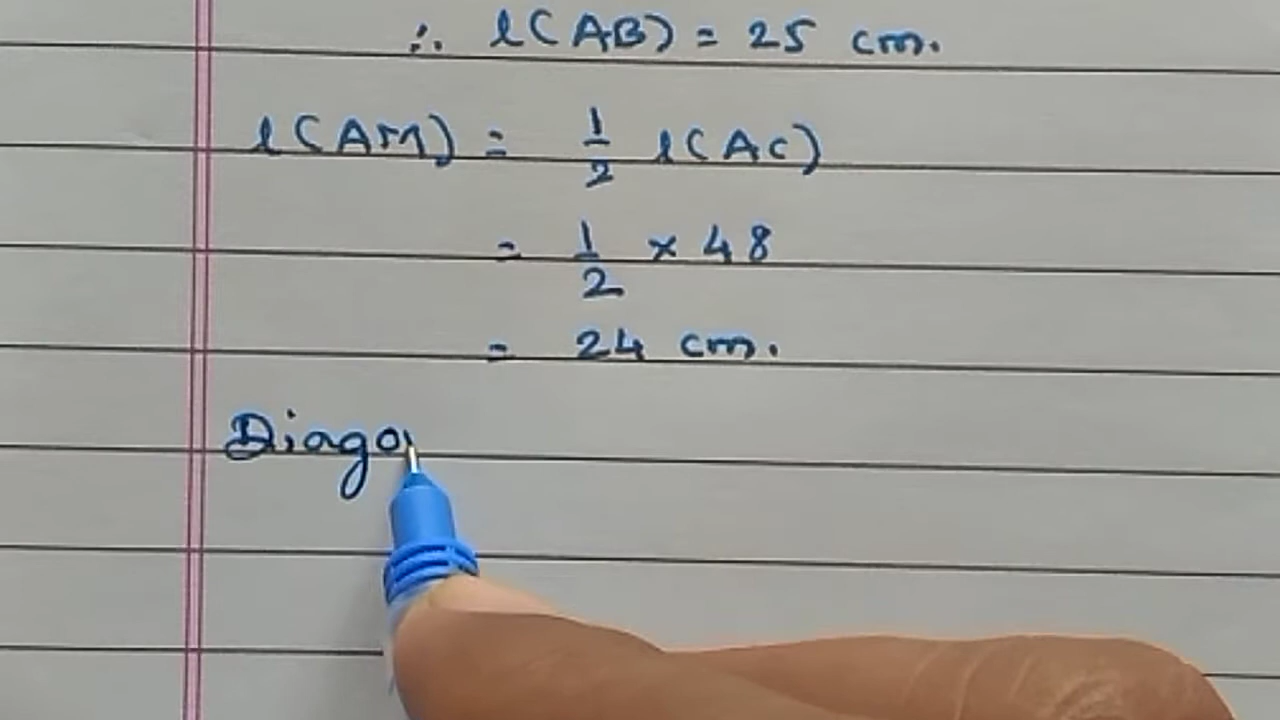 ∴ l(AB) = 25 cm.
l(AM) = 1/2 l(AC)
= 1/2 × 48
= 24 cm.
Diago